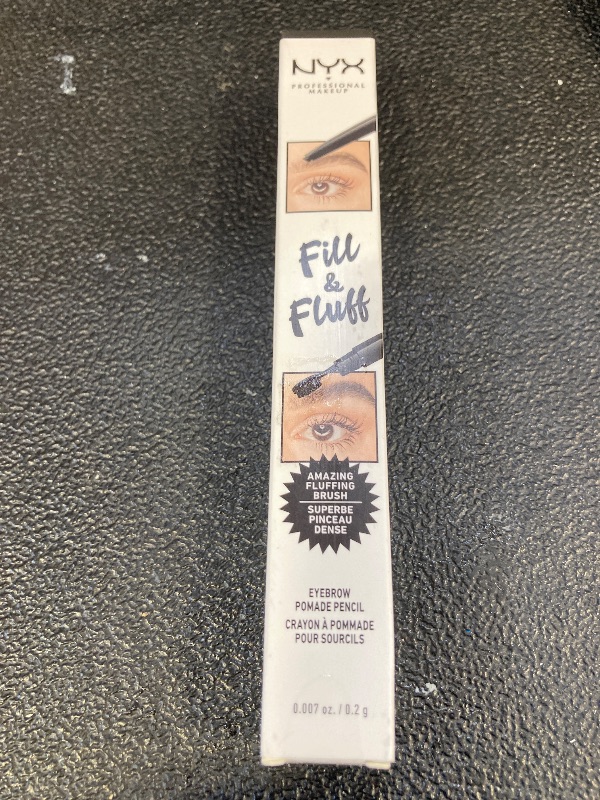 NYX
PROFESSIONAL
MAKEUP
Fill
&
Fluff
AMAZING
FLUFFING
BRUSH
SUPERBE
PINCEAU
DENSE
EYEBROW
POMADE PENCIL
CRAYON À POMMADE
POUR SOURCILS
0.007 oz. / 0.2 g